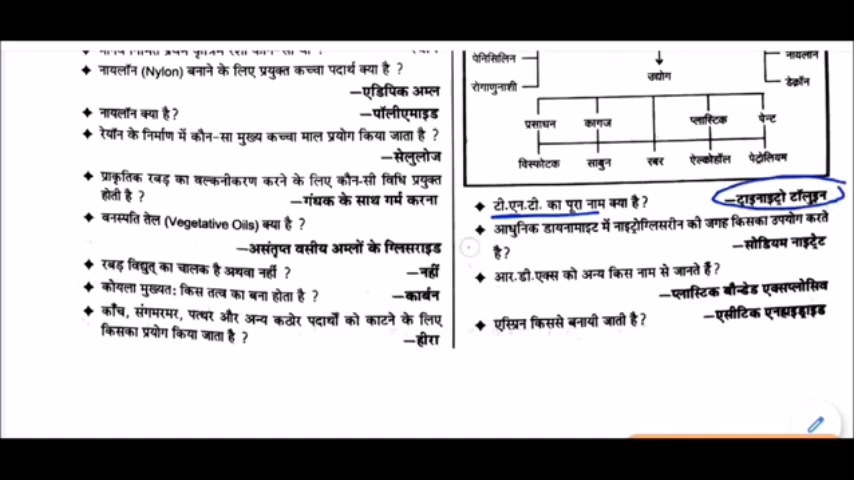 नायलॉन (Nylon) बनाने के लिए प्रयुक्त कच्चा पदार्थ क्या है ?
—एडिपिक अम्ल
नायलॉन क्या है? —पॉलीएमाइड
रेयॉन के निर्माण में कौन-सा मुख्य कच्चा माल प्रयोग किया जाता है ?
—सेलुलोज
प्राकृतिक रबड़ का वल्कनीकरण करने के लिए कौन-सी विधि प्रयुक्त
होती है ? —गंधक के साथ गर्म करना
वनस्पति तेल (Vegetative Oils) क्या है ?
—असंतृप्त वसीय अम्लों के ग्लिसराइड
रबड़ विद्युत् का चालक है अथवा नहीं ? —नहीं
कोयला मुख्यत: किस तत्व का बना होता है ? —कार्बन
काँच, संगमरमर, पत्थर और अन्य कठोर पदार्थों को काटने के लिए
किसका प्रयोग किया जाता है ? —हीरा
पेनिसिलिन नायलॉन
रोगाणुनाशी उद्योग डेक्रॉन
प्रसाधन कागज प्लास्टिक पेन्ट
विस्फोटक साबुन रबर ऐल्कोहॉल पेट्रोलियम
टी.एन.टी. का पूरा नाम क्या है? —ट्राइनाइट्रो टॉलुइन
आधुनिक डायनामाइट में नाइट्रोग्लिसरीन की जगह किसका उपयोग करते
है? —सोडियम नाइट्रेट
आर.डी.एक्स को अन्य किस नाम से जानते हैं?
—प्लास्टिक बौन्डेड एक्सप्लोसिव
एस्प्रिन किससे बनायी जाती है? —एसीटिक एनहाइड्राइड